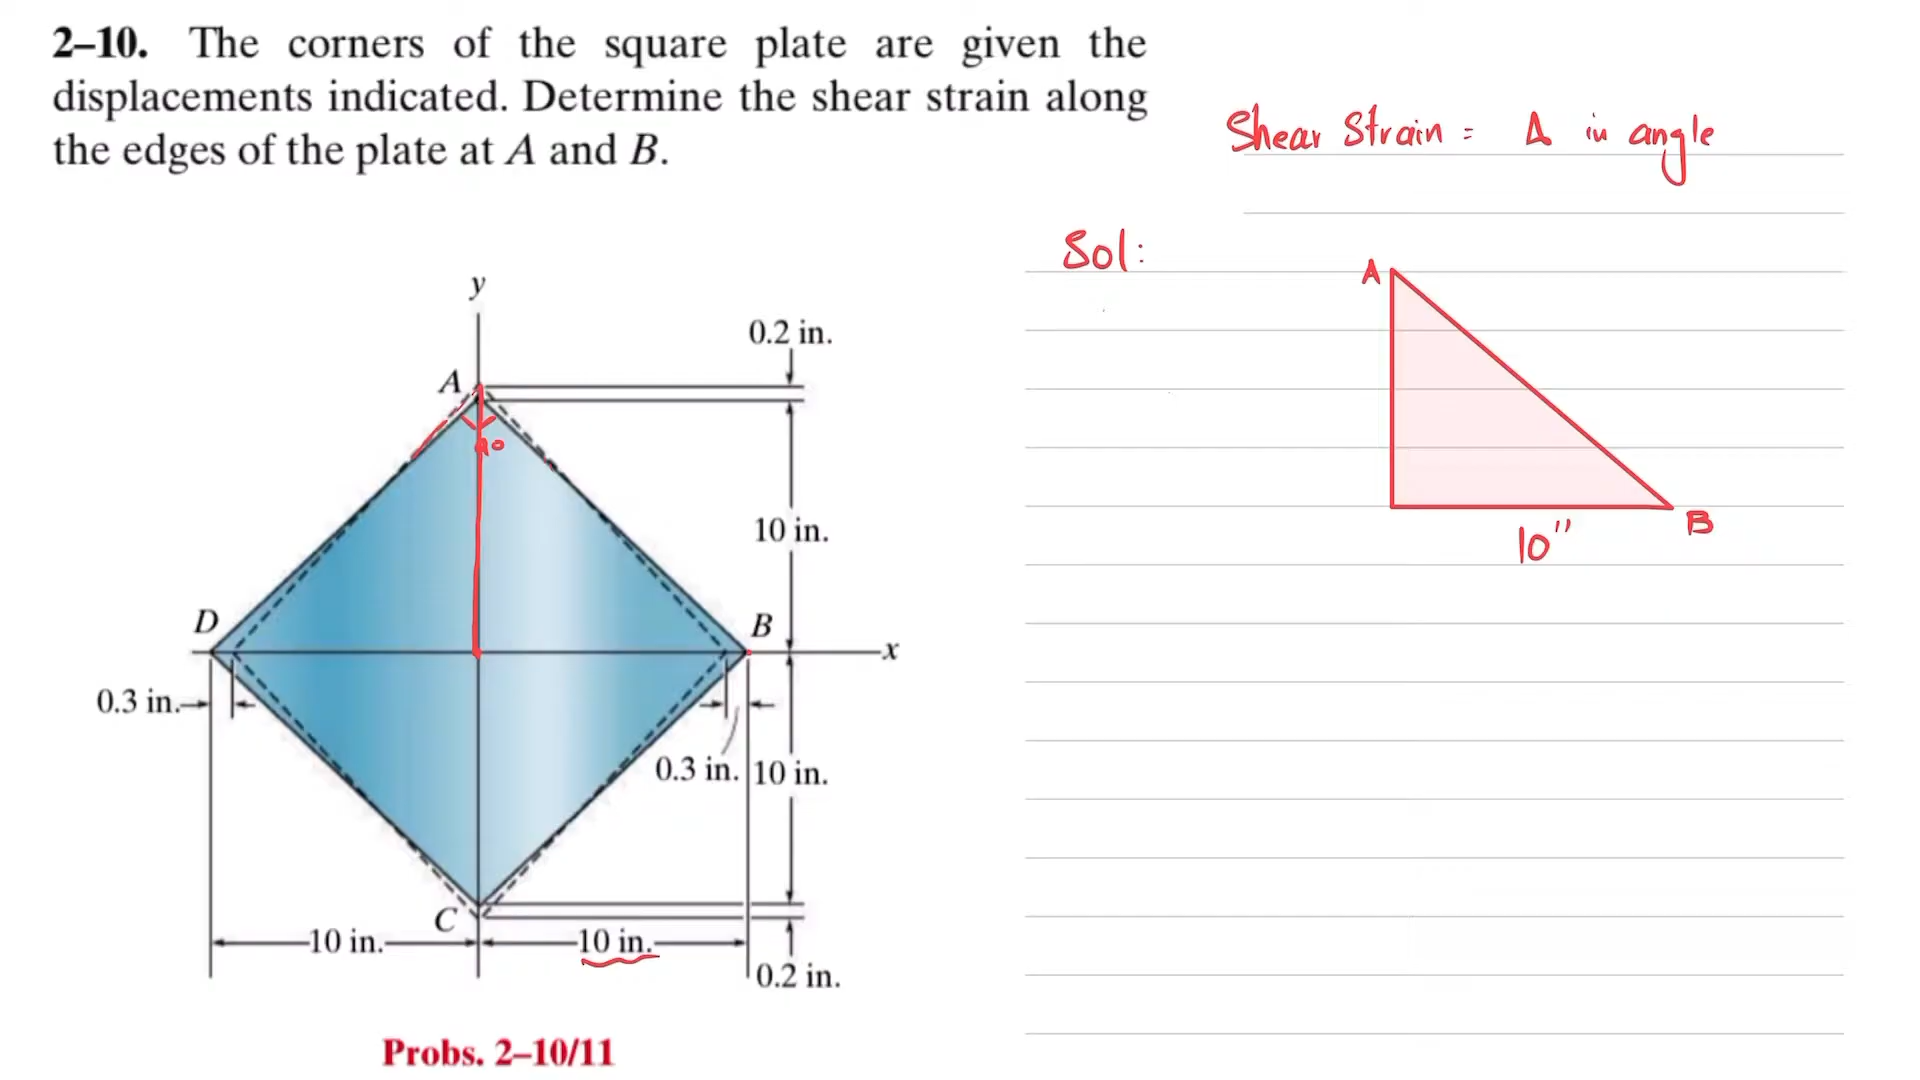 2–10. The corners of the square plate are given the
displacements indicated. Determine the shear strain along
the edges of the plate at A and B.
Shear Strain = Δ in angle
Sol:
A
B
10"
y
0.2 in.
A
10 in.
D
B
x
0.3 in.
0.3 in.
10 in.
C
10 in.
10 in.
0.2 in.
Probs. 2–10/11